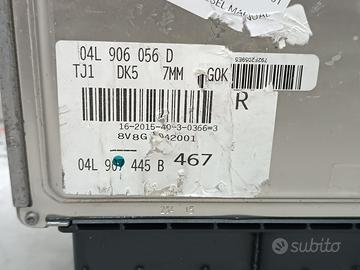 DIESEL MANUAL
04L 906 056 D
TJ1 DK5 7MM G0K
R
16-2015-40-3-0366=3
8V8G 042001
04L 907 445 B 467
subito